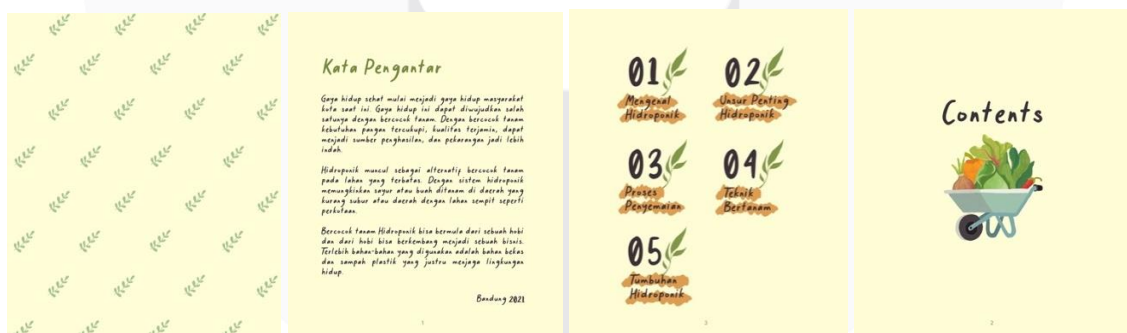 Kata Pengantar
Gaya hidup sehat mulai menjadi gaya hidup masyarakat
kota saat ini. Gaya hidup ini dapat diwujudkan salah
satunya dengan bercocok tanam. Dengan bercocok tanam
kebutuhan pangan tercukupi, kualitas terjamin, dapat
menjadi sumber penghasilan, dan pekarangan jadi lebih
indah.
Hidroponik muncul sebagai alternatif bercocok tanam
pada lahan yang terbatas. Dengan sistem hidroponik
memungkinkan sayur atau buah ditanam di daerah yang
kurang subur atau daerah dengan lahan sempit seperti
perkotaan.
Bercocok tanam Hidroponik bisa bermula dari sebuah hobi
dan dari hobi bisa berkembang menjadi sebuah bisnis.
Terlebih bahan-bahan yang digunakan adalah bahan bekas
dan sampah plastik yang justru menjaga lingkungan
hidup.
Bandung 2021
1
01
Mengenal
Hidroponik
02
Unsur Penting
Hidroponik
03
Proses
Penyemaian
04
Teknik
Bertanam
05
Tumbuhan
Hidroponik
3
Contents
2